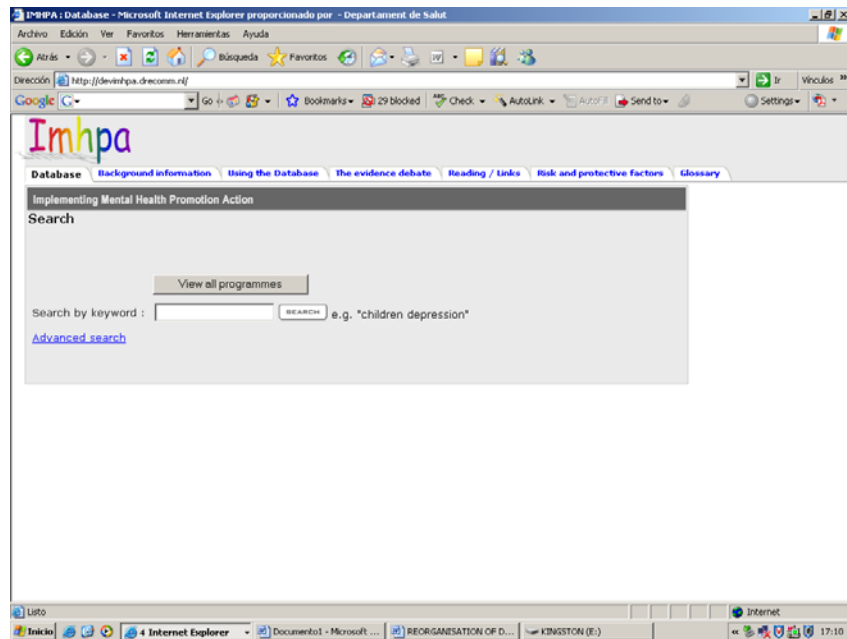 IMHPA : Database - Microsoft Internet Explorer proporcionado por - Departament de Salut
Archivo Edición Ver Favoritos Herramientas Ayuda
Atrás Búsqueda Favoritos
Dirección http://devimhpa.drecomm.nl/ Ir Vínculos »
Google G Go Bookmarks 29 blocked Check AutoLink AutoFill Send to Settings
Imhpa
Database Background information Using the Database The evidence debate Reading / Links Risk and protective factors Glossary
Implementing Mental Health Promotion Action
Search
View all programmes
Search by keyword : SEARCH e.g. "children depression"
Advanced search
Listo Internet
Inicio 4 Internet Explorer Documento1 - Microsoft ... REORGANISATION OF D... KINGSTON (E:) « 17:10